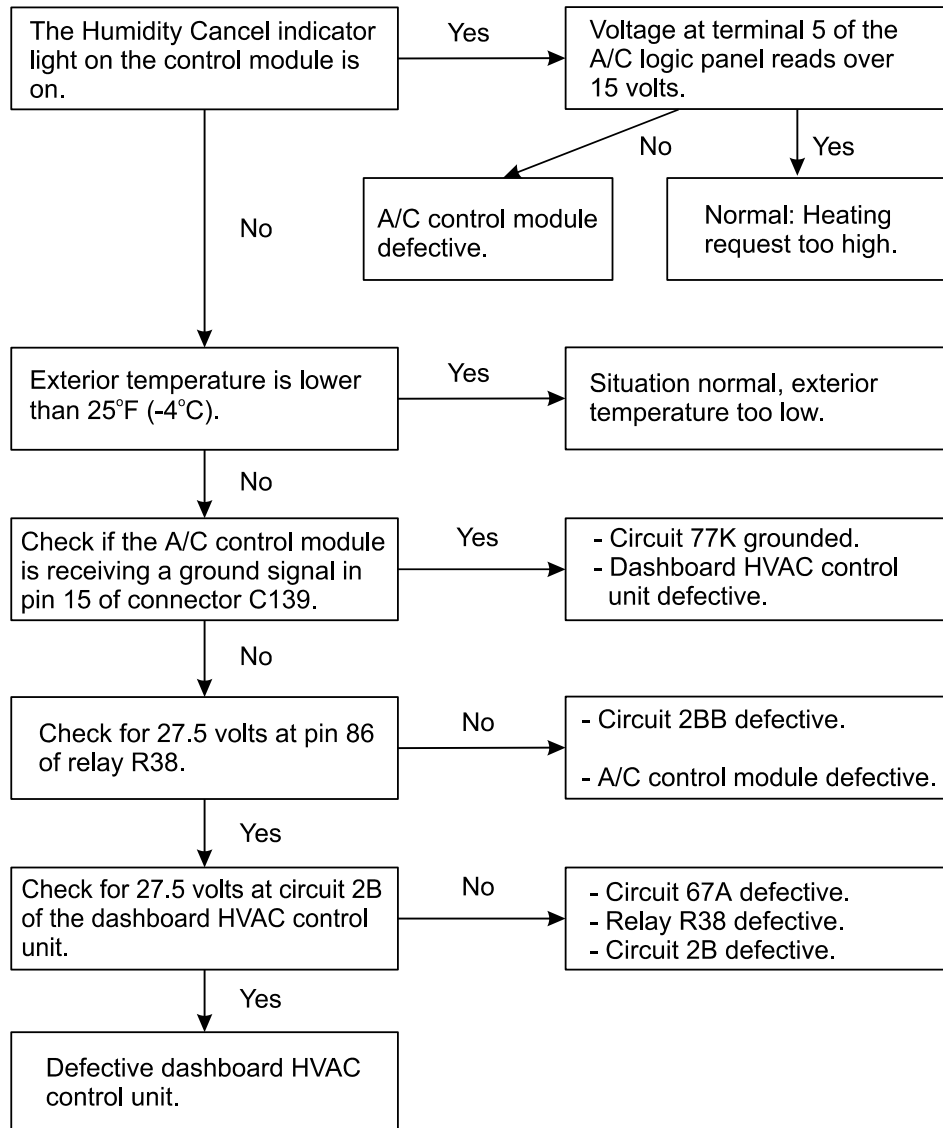 The Humidity Cancel indicator
light on the control module is
on.
Yes
Voltage at terminal 5 of the
A/C logic panel reads over
15 volts.
No
Yes
A/C control module
defective.
Normal: Heating
request too high.
No
Exterior temperature is lower
than 25°F (-4°C).
Yes
Situation normal, exterior
temperature too low.
No
Check if the A/C control module
is receiving a ground signal in
pin 15 of connector C139.
Yes
- Circuit 77K grounded.
- Dashboard HVAC control
unit defective.
No
Check for 27.5 volts at pin 86
of relay R38.
No
- Circuit 2BB defective.
- A/C control module defective.
Yes
Check for 27.5 volts at circuit 2B
of the dashboard HVAC control
unit.
No
- Circuit 67A defective.
- Relay R38 defective.
- Circuit 2B defective.
Yes
Defective dashboard HVAC
control unit.